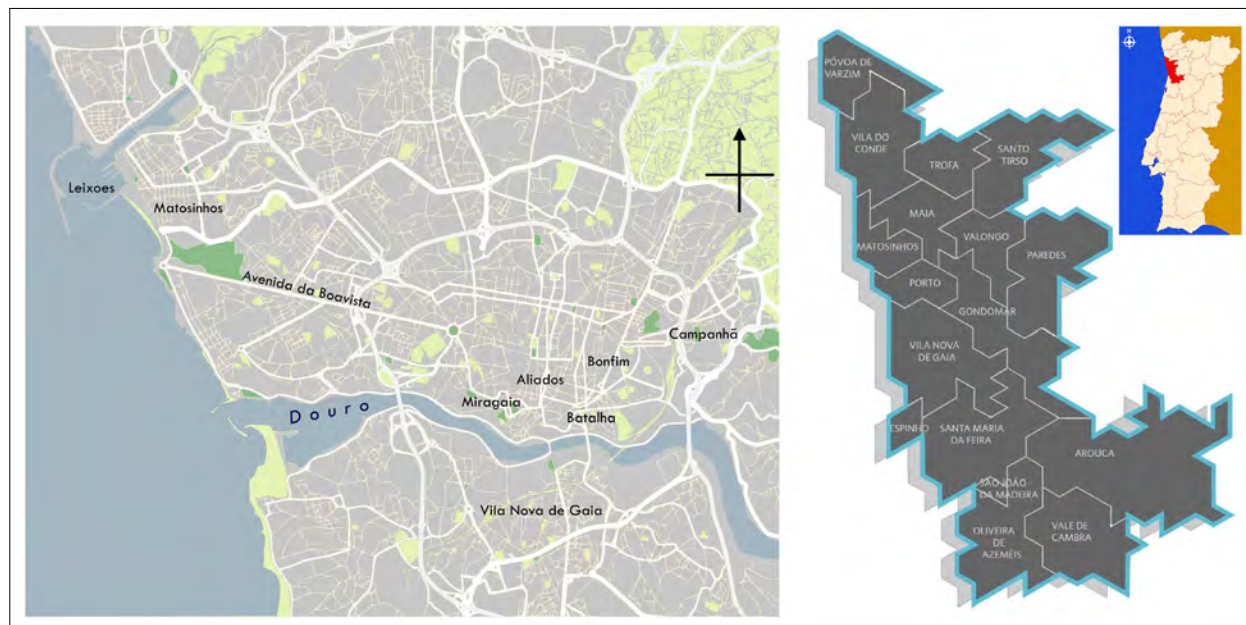 Leixoes
Matosinhos
Avenida da Boavista
Campanhã
Bonfim
Aliados
Miragaia
Batalha
Douro
Vila Nova de Gaia
PÓVOA DE
VARZIM
VILA DO
CONDE
TROFA
SANTO
TIRSO
MAIA
MATOSINHOS
VALONGO
PAREDES
PORTO
GONDOMAR
VILA NOVA
DE GAIA
ESPINHO
SANTA MARIA
DA FEIRA
AROUCA
SÃO JOÃO
DA MADEIRA
OLIVEIRA
DE
AZEMÉIS
VALE DE
CAMBRA
N